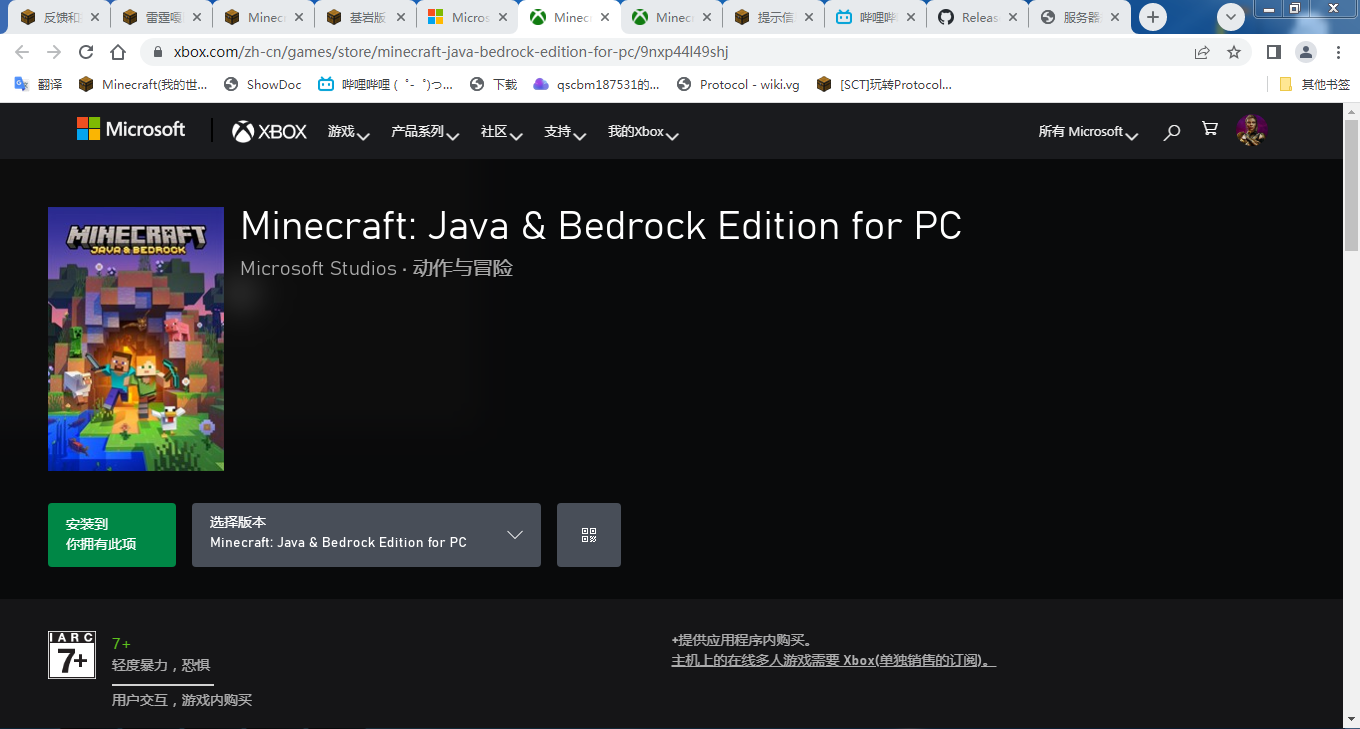 反馈和
雷霆喂
Minec
基岩版
Micros
Minec
Minec
提示信
哔哩哔
Releas
服务器
xbox.com/zh-cn/games/store/minecraft-java-bedrock-edition-for-pc/9nxp44l49shj
翻译
Minecraft(我的世...
ShowDoc
哔哩哔哩 (゜-゜)つ...
下载
qscbm187531的...
Protocol - wiki.vg
[SCT]玩转Protocol...
其他书签
Microsoft
XBOX
游戏
产品系列
社区
支持
我的Xbox
所有 Microsoft
MINECRAFT
JAVA & BEDROCK
Minecraft: Java & Bedrock Edition for PC
Microsoft Studios · 动作与冒险
安装到
你拥有此项
选择版本
Minecraft: Java & Bedrock Edition for PC
IARC
7+
7+
轻度暴力，恐惧
用户交互，游戏内购买
+提供应用程序内购买。
主机上的在线多人游戏需要 Xbox(单独销售的订阅)。